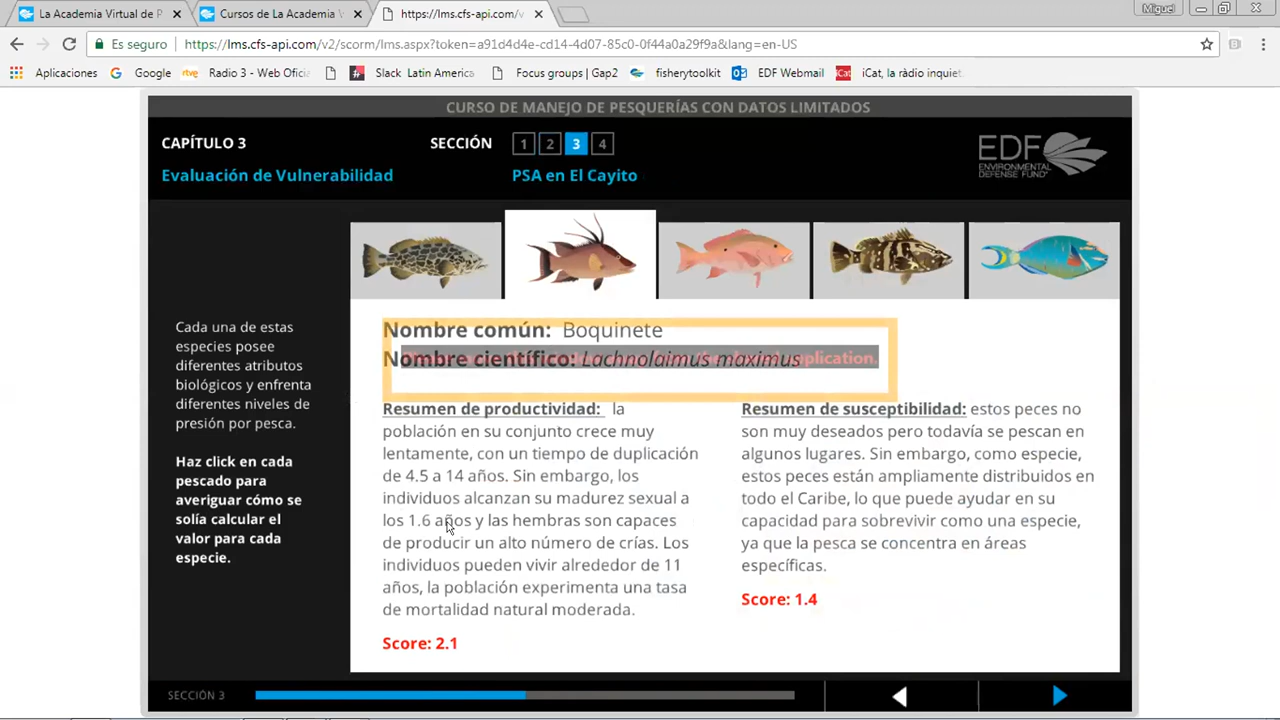 La Academia Virtual de P
Cursos de La Academia V
https://lms.cfs-api.com/v
Miguel
Es seguro
https://lms.cfs-api.com/v2/scorm/lms.aspx?token=a91d4d4e-cd14-4d07-85c0-0f44a0a29f9a&lang=en-US
Aplicaciones
Google
Radio 3 - Web Oficia
Slack
Latin America
Focus groups | Gap2
fisherytoolkit
EDF Webmail
iCat, la ràdio inquiet
CURSO DE MANEJO DE PESQUERÍAS CON DATOS LIMITADOS
CAPÍTULO 3
Evaluación de Vulnerabilidad
SECCIÓN
1 2 3 4
PSA en El Cayito
EDF
ENVIRONMENTAL
DEFENSE FUND®
Cada una de estas
especies posee
diferentes atributos
biológicos y enfrenta
diferentes niveles de
presión por pesca.
Haz click en cada
pescado para
averiguar cómo se
solía calcular el
valor para cada
especie.
Nombre común: Boquinete
Nombre científico: Lachnolaimus maximus
application.
Resumen de productividad: la
población en su conjunto crece muy
lentamente, con un tiempo de duplicación
de 4.5 a 14 años. Sin embargo, los
individuos alcanzan su madurez sexual a
los 1.6 años y las hembras son capaces
de producir un alto número de crías. Los
individuos pueden vivir alrededor de 11
años, la población experimenta una tasa
de mortalidad natural moderada.
Score: 2.1
Resumen de susceptibilidad: estos peces no
son muy deseados pero todavía se pescan en
algunos lugares. Sin embargo, como especie,
estos peces están ampliamente distribuidos en
todo el Caribe, lo que puede ayudar en su
capacidad para sobrevivir como una especie,
ya que la pesca se concentra en áreas
específicas.
Score: 1.4
SECCIÓN 3